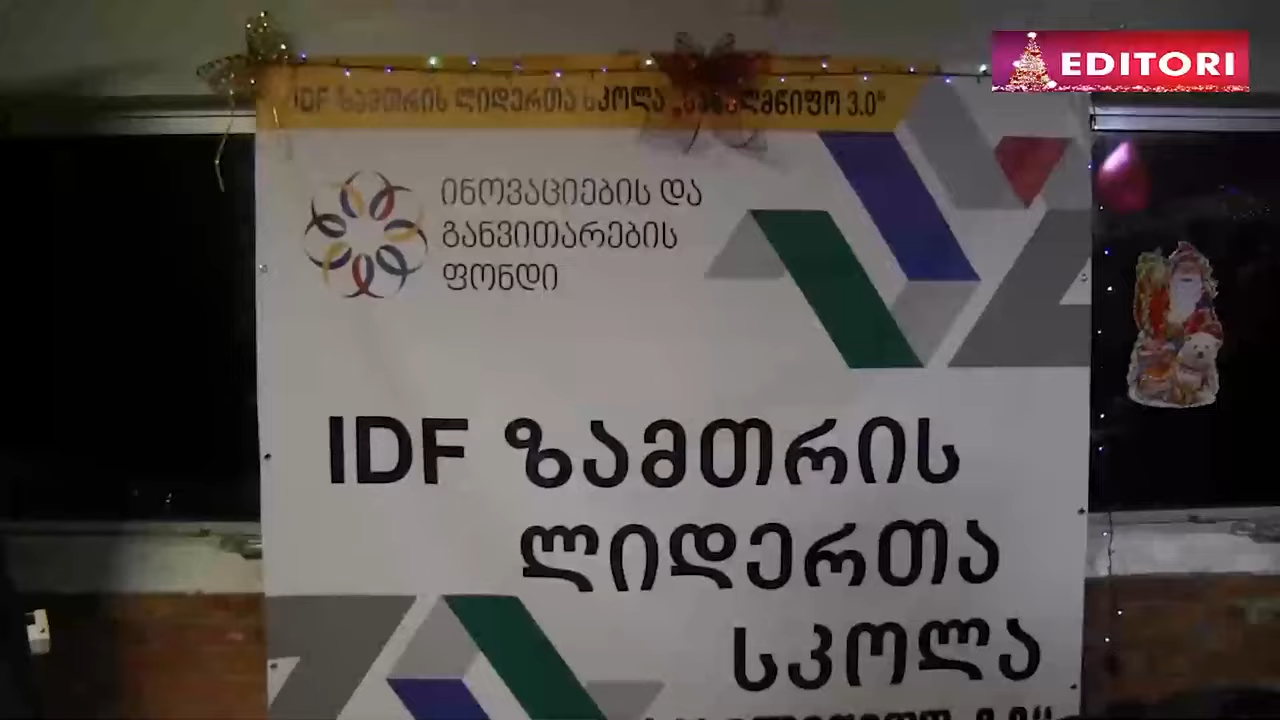 EDITORI
IDF ზამთრის ლიდერთა სკოლა
ინოვაციების და
განვითარების
ფონდი
IDF ზამთრის
ლიდერთა
სკოლა